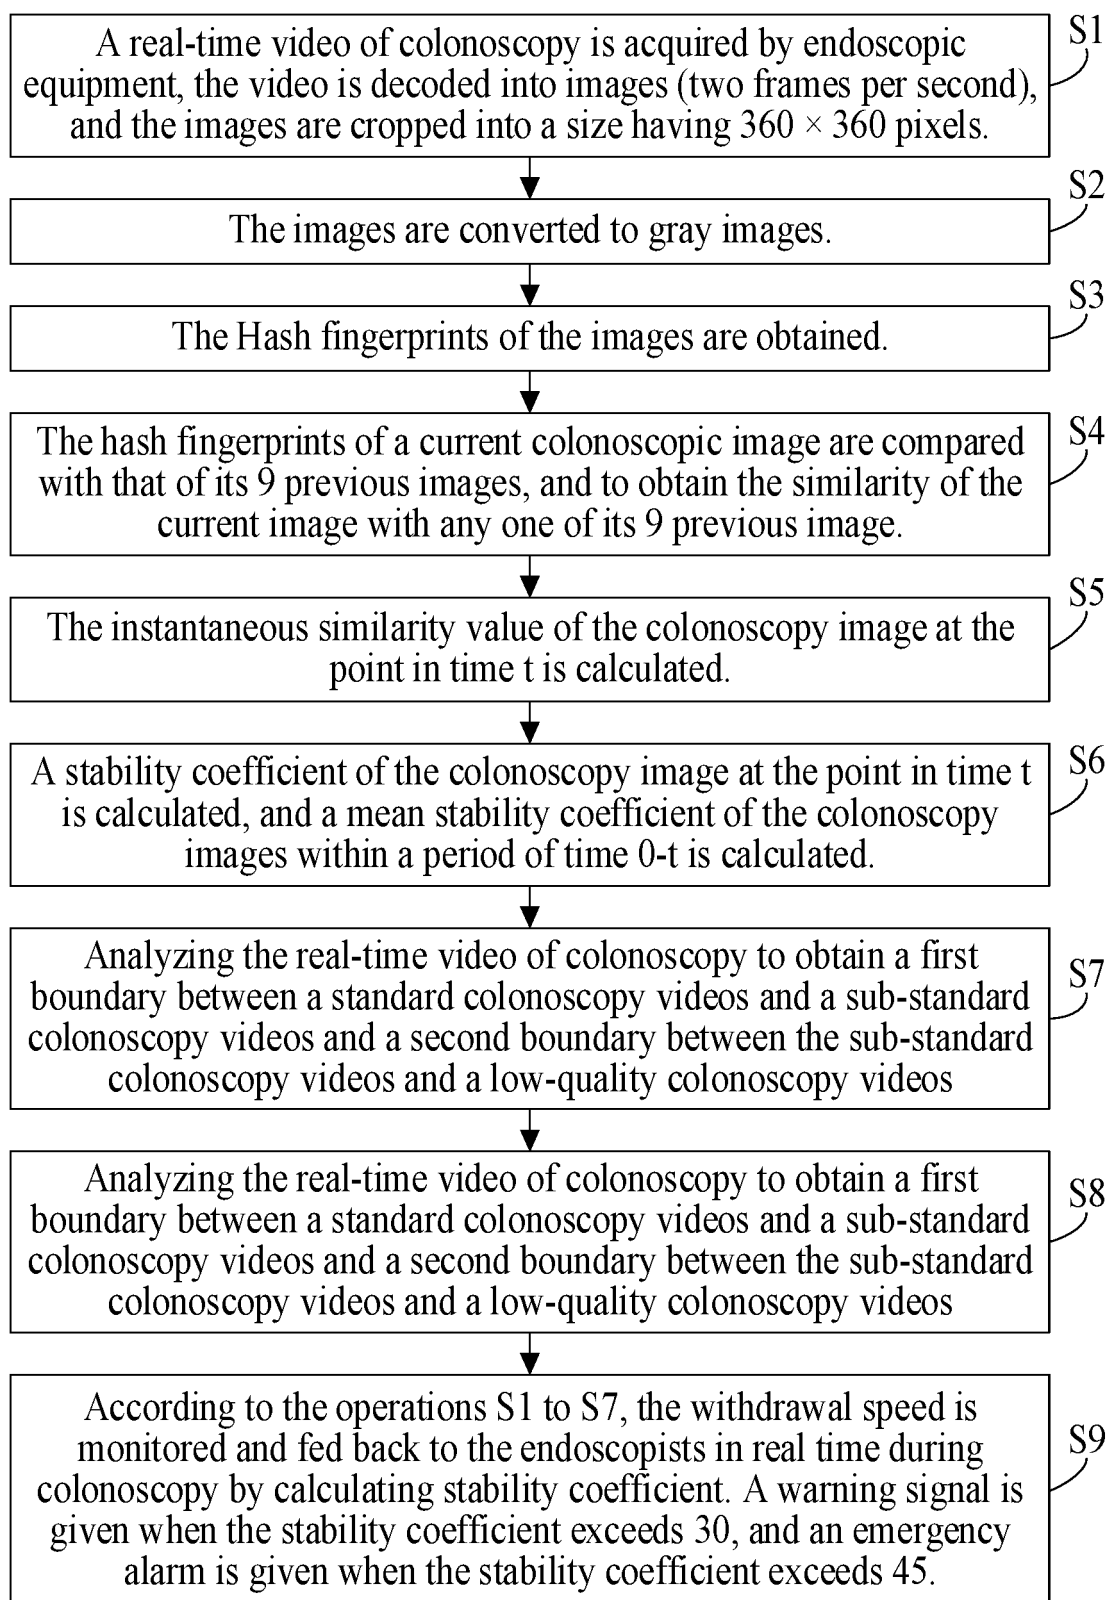 S1
A real-time video of colonoscopy is acquired by endoscopic
equipment, the video is decoded into images (two frames per second),
and the images are cropped into a size having 360 × 360 pixels.
S2
The images are converted to gray images.
S3
The Hash fingerprints of the images are obtained.
S4
The hash fingerprints of a current colonoscopic image are compared
with that of its 9 previous images, and to obtain the similarity of the
current image with any one of its 9 previous image.
S5
The instantaneous similarity value of the colonoscopy image at the
point in time t is calculated.
S6
A stability coefficient of the colonoscopy image at the point in time t
is calculated, and a mean stability coefficient of the colonoscopy
images within a period of time 0-t is calculated.
S7
Analyzing the real-time video of colonoscopy to obtain a first
boundary between a standard colonoscopy videos and a sub-standard
colonoscopy videos and a second boundary between the sub-standard
colonoscopy videos and a low-quality colonoscopy videos
S8
Analyzing the real-time video of colonoscopy to obtain a first
boundary between a standard colonoscopy videos and a sub-standard
colonoscopy videos and a second boundary between the sub-standard
colonoscopy videos and a low-quality colonoscopy videos
S9
According to the operations S1 to S7, the withdrawal speed is
monitored and fed back to the endoscopists in real time during
colonoscopy by calculating stability coefficient. A warning signal is
given when the stability coefficient exceeds 30, and an emergency
alarm is given when the stability coefficient exceeds 45.